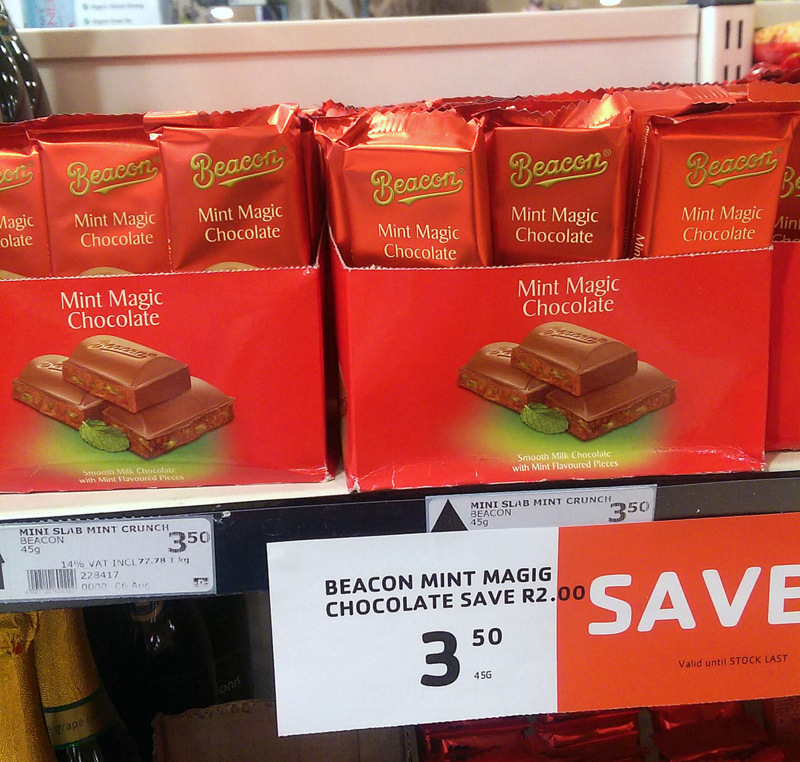 Beacon
Mint Magic
Chocolate
Beacon
Mint Magic
Chocolate
Beacon
Mint Magic
Chocolate
Beacon
Mint Magic
Chocolate
Beacon
Mint Magic
Chocolate
Mint Magic
Chocolate
Smooth Milk Chocolate
with Mint Flavoured Pieces
Mint Magic
Chocolate
Smooth Milk Chocolate
with Mint Flavoured Pieces
MINI SLAB MINT CRUNCH
BEACON
45g
3 50
14% VAT INCL 77.78 1 kg
228417
MINI SLAB MINT CRUNCH
BEACON
45g
3 50
BEACON MINT MAGIG
CHOCOLATE SAVE R2.00
3 50
45G
SAVE
Valid until STOCK LAST
grape